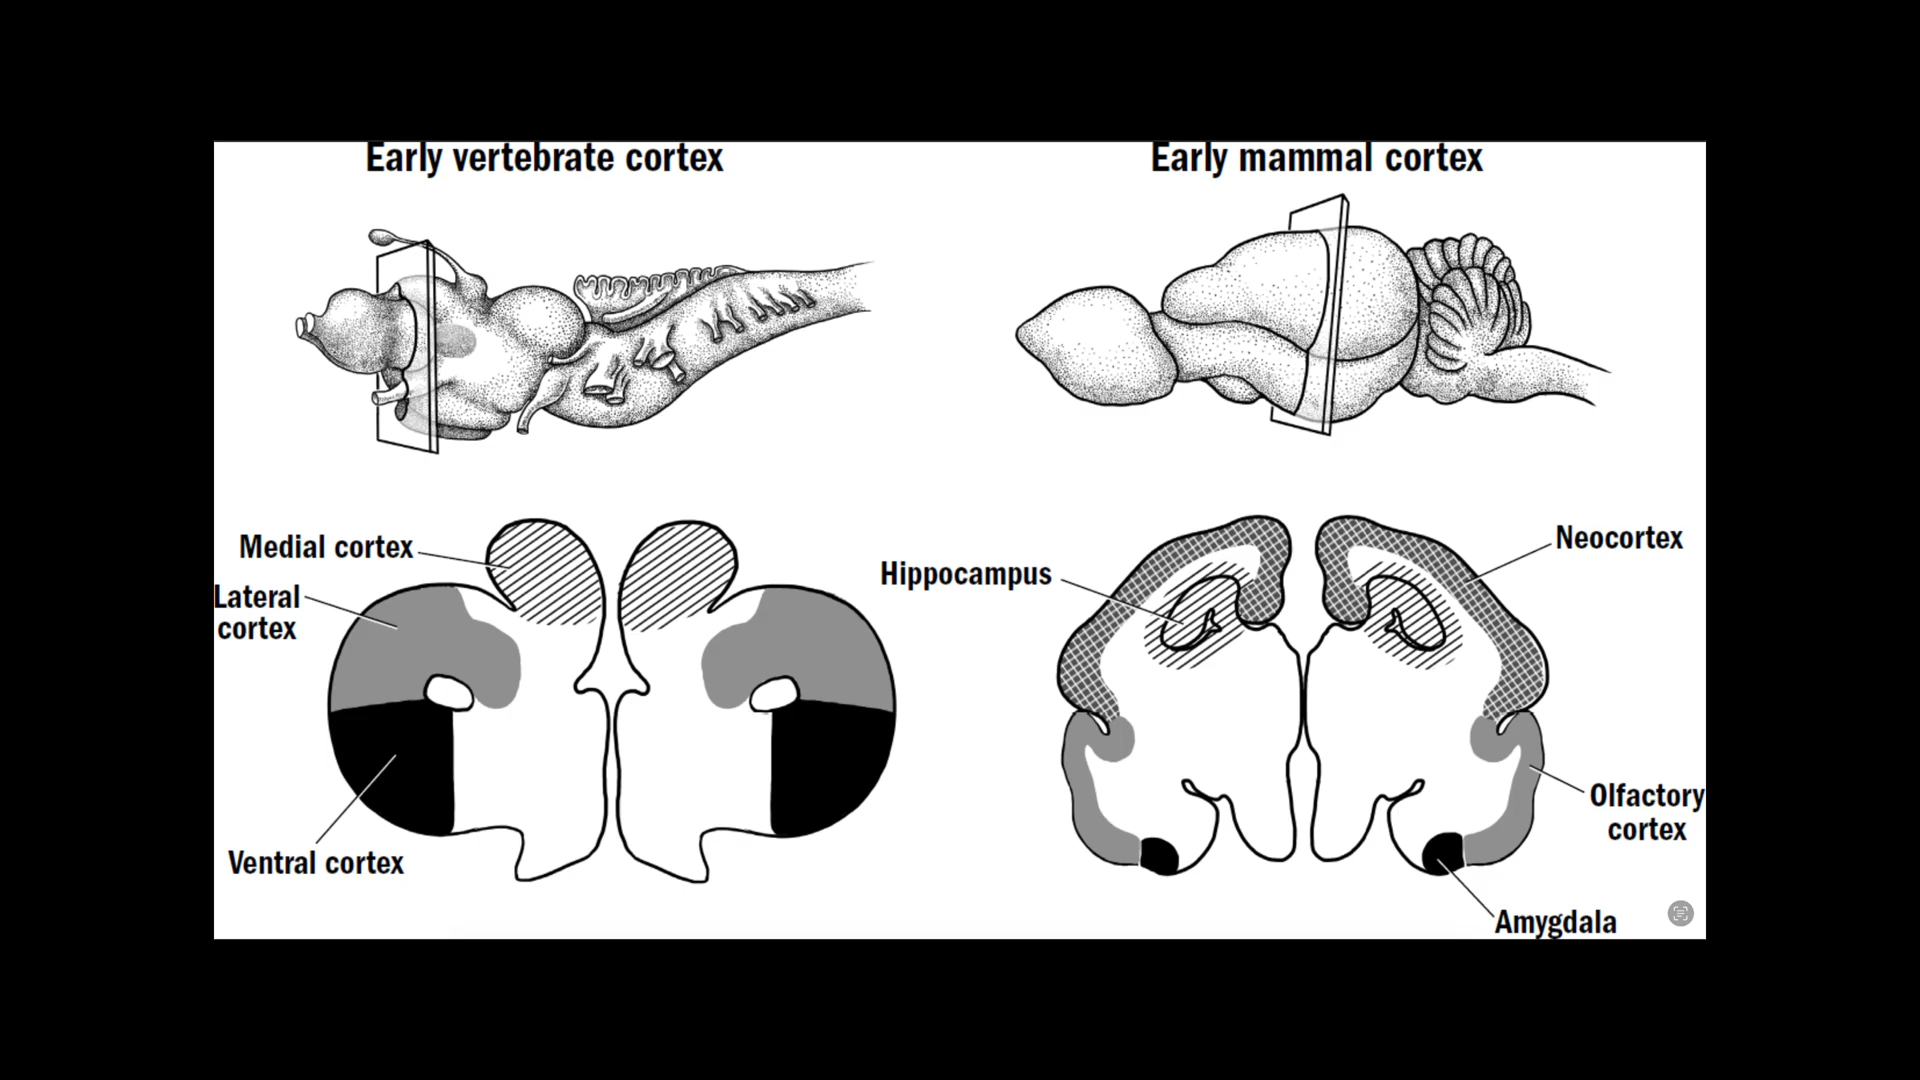 Early vertebrate cortex
Early mammal cortex
Medial cortex
Lateral
cortex
Ventral cortex
Hippocampus
Neocortex
Olfactory
cortex
Amygdala